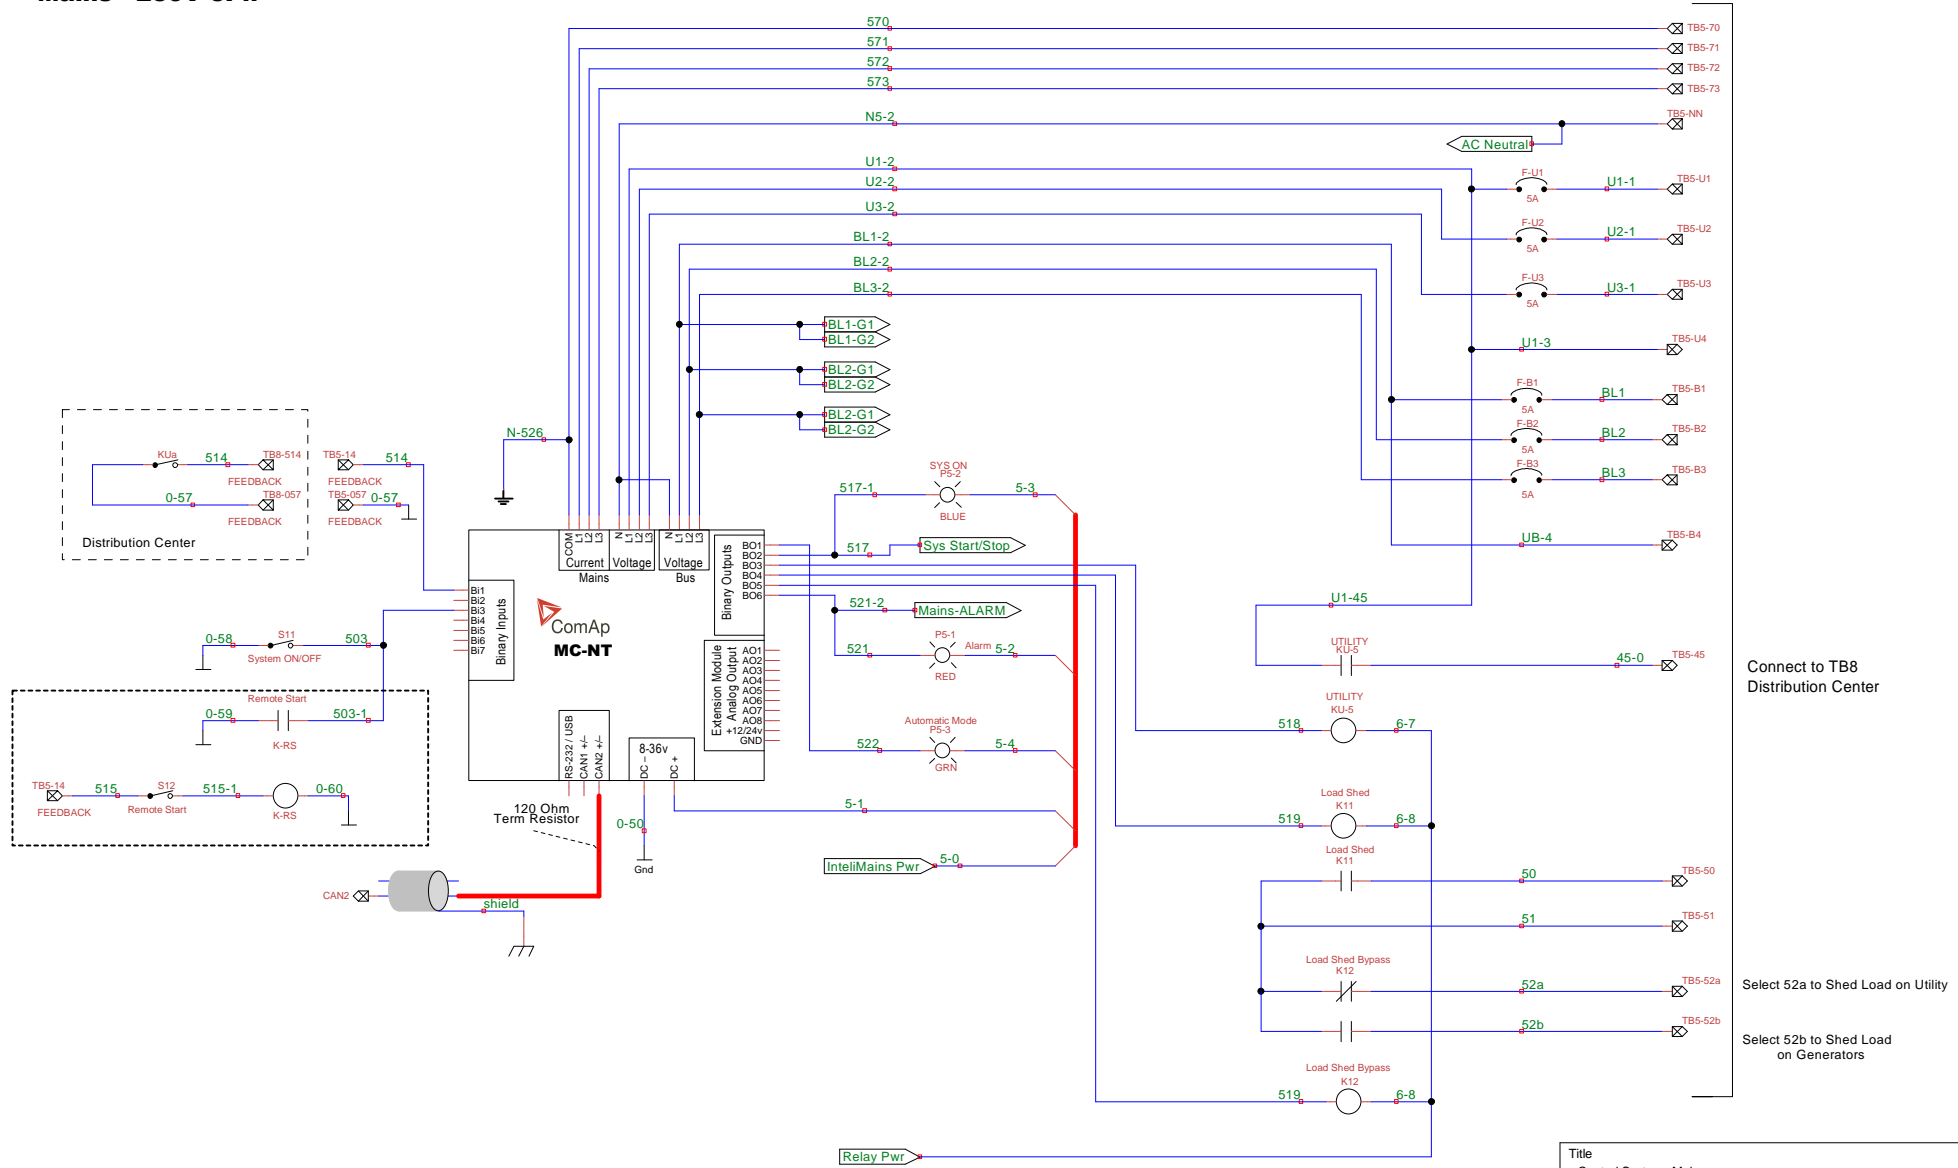 570
TB5-70
571
TB5-71
572
TB5-72
573
TB5-73
N5-2
TB5-NN
AC Neutral
U1-2
F-U1
5A
U1-1
TB5-U1
U2-2
U3-2
F-U2
5A
U2-1
TB5-U2
BL1-2
BL2-2
F-U3
5A
U3-1
TB5-U3
BL3-2
BL1-G1
BL1-G2
U1-3
TB5-U4
BL2-G1
BL2-G2
F-B1
5A
BL1
TB5-B1
BL2-G1
BL2-G2
F-B2
5A
BL2
TB5-B2
N-526
F-B3
5A
BL3
TB5-B3
KUa
514
TB8-514
FEEDBACK
0-57
TB8-057
FEEDBACK
Distribution Center
TB5-14
514
FEEDBACK
TB5-057
0-57
FEEDBACK
SYS ON
P5-2
517-1
5-3
BLUE
517
Sys Start/Stop
UB-4
TB5-B4
COM
L1
L2
L3
N
L1
L2
L3
N
L1
L2
L3
Current
Voltage
Voltage
Mains
Bus
Binary Outputs
BO1
BO2
BO3
BO4
BO5
BO6
Binary Inputs
Bi1
Bi2
Bi3
Bi4
Bi5
Bi6
Bi7
ComAp
MC-NT
521-2
Mains-ALARM
U1-45
0-58
S11
503
System ON/OFF
P5-1
521
Alarm
5-2
RED
UTILITY
KU-5
45-0
TB5-45
Connect to TB8
Distribution Center
Extension Module
Analog Output
AO1
AO2
AO3
AO4
AO5
AO6
AO7
AO8
+12/24v
GND
Remote Start
0-59
503-1
K-RS
Automatic Mode
P5-3
522
5-4
GRN
UTILITY
KU-5
518
6-7
RS-232 / USB
CAN1 +/–
CAN2 +/–
8-36v
DC –
DC +
TB5-14
515
S12
515-1
0-60
FEEDBACK
Remote Start
K-RS
120 Ohm
Term Resistor
0-50
Gnd
5-1
Load Shed
K11
519
6-8
Load Shed
K11
InteliMains Pwr
5-0
50
TB5-50
CAN2
shield
51
TB5-51
Load Shed Bypass
K12
52a
TB5-52a
Select 52a to Shed Load on Utility
52b
TB5-52b
Select 52b to Shed Load
on Generators
Load Shed Bypass
K12
519
6-8
Relay Pwr
Title